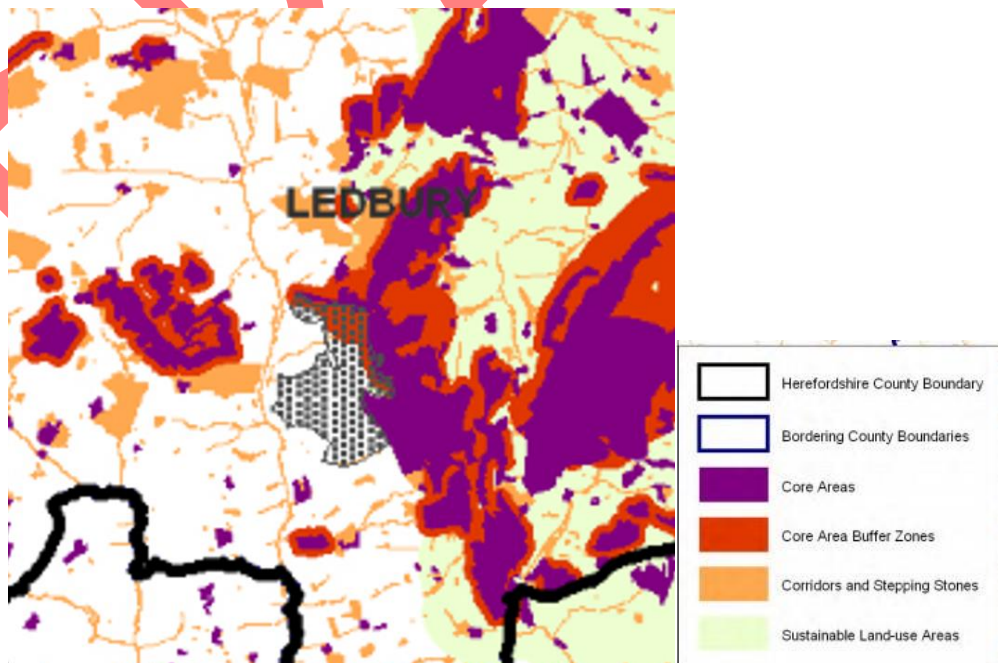 LEDBURY
Herefordshire County Boundary
Bordering County Boundaries
Core Areas
Core Area Buffer Zones
Corridors and Stepping Stones
Sustainable Land-use Areas